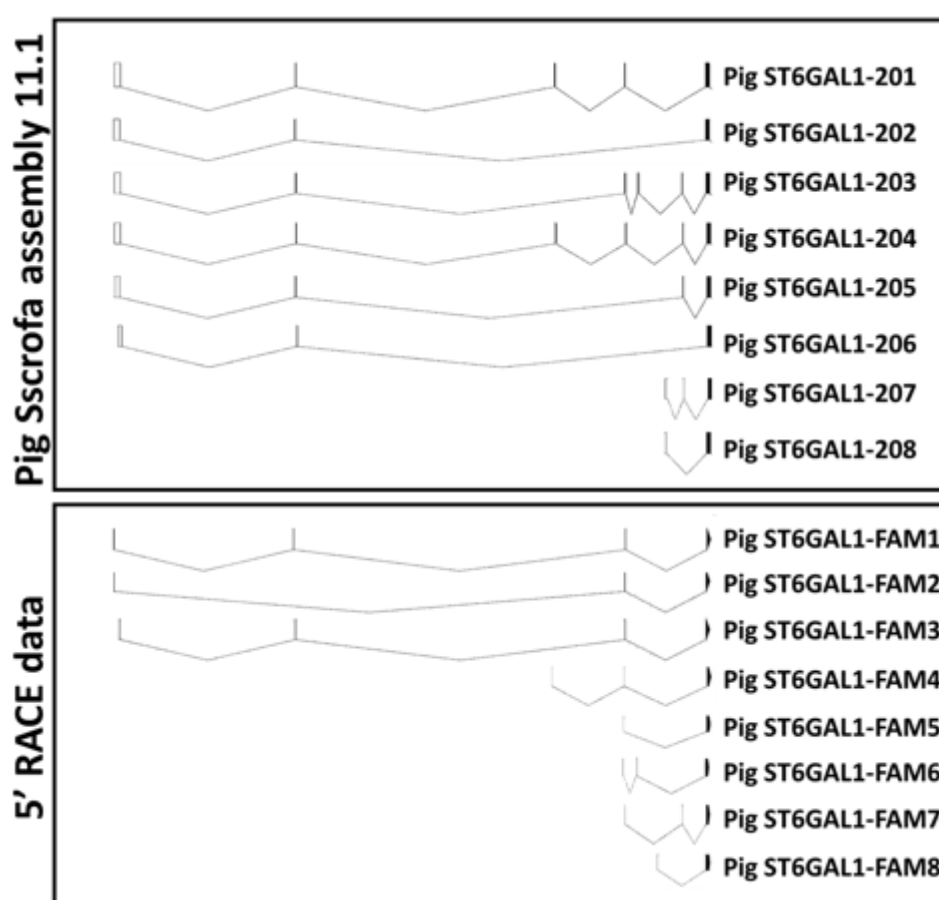 Pig Sscrofa assembly 11.1
Pig ST6GAL1-201
Pig ST6GAL1-202
Pig ST6GAL1-203
Pig ST6GAL1-204
Pig ST6GAL1-205
Pig ST6GAL1-206
Pig ST6GAL1-207
Pig ST6GAL1-208
5' RACE data
Pig ST6GAL1-FAM1
Pig ST6GAL1-FAM2
Pig ST6GAL1-FAM3
Pig ST6GAL1-FAM4
Pig ST6GAL1-FAM5
Pig ST6GAL1-FAM6
Pig ST6GAL1-FAM7
Pig ST6GAL1-FAM8